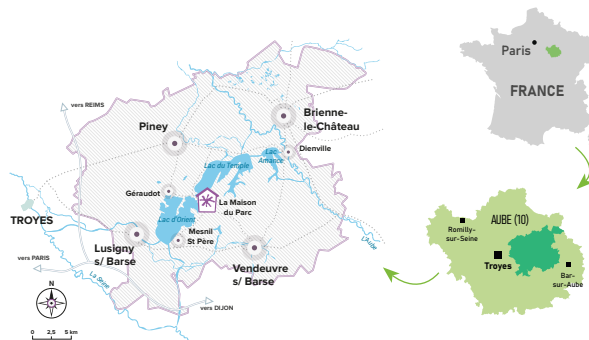 vers REIMS
Piney
Brienne-
le-Château
Dienville
Lac
Amance
Lac du Temple
Géraudot
La Maison
du Parc
TROYES
Lac d'Orient
Mesnil
St Père
Lusigny
s/ Barse
Vendeuvre
s/ Barse
L'Aube
vers PARIS
La Seine
vers DIJON
N
0 2,5 5 km
Paris
FRANCE
AUBE (10)
Romilly-
sur-Seine
Troyes
Bar-
sur-Aube